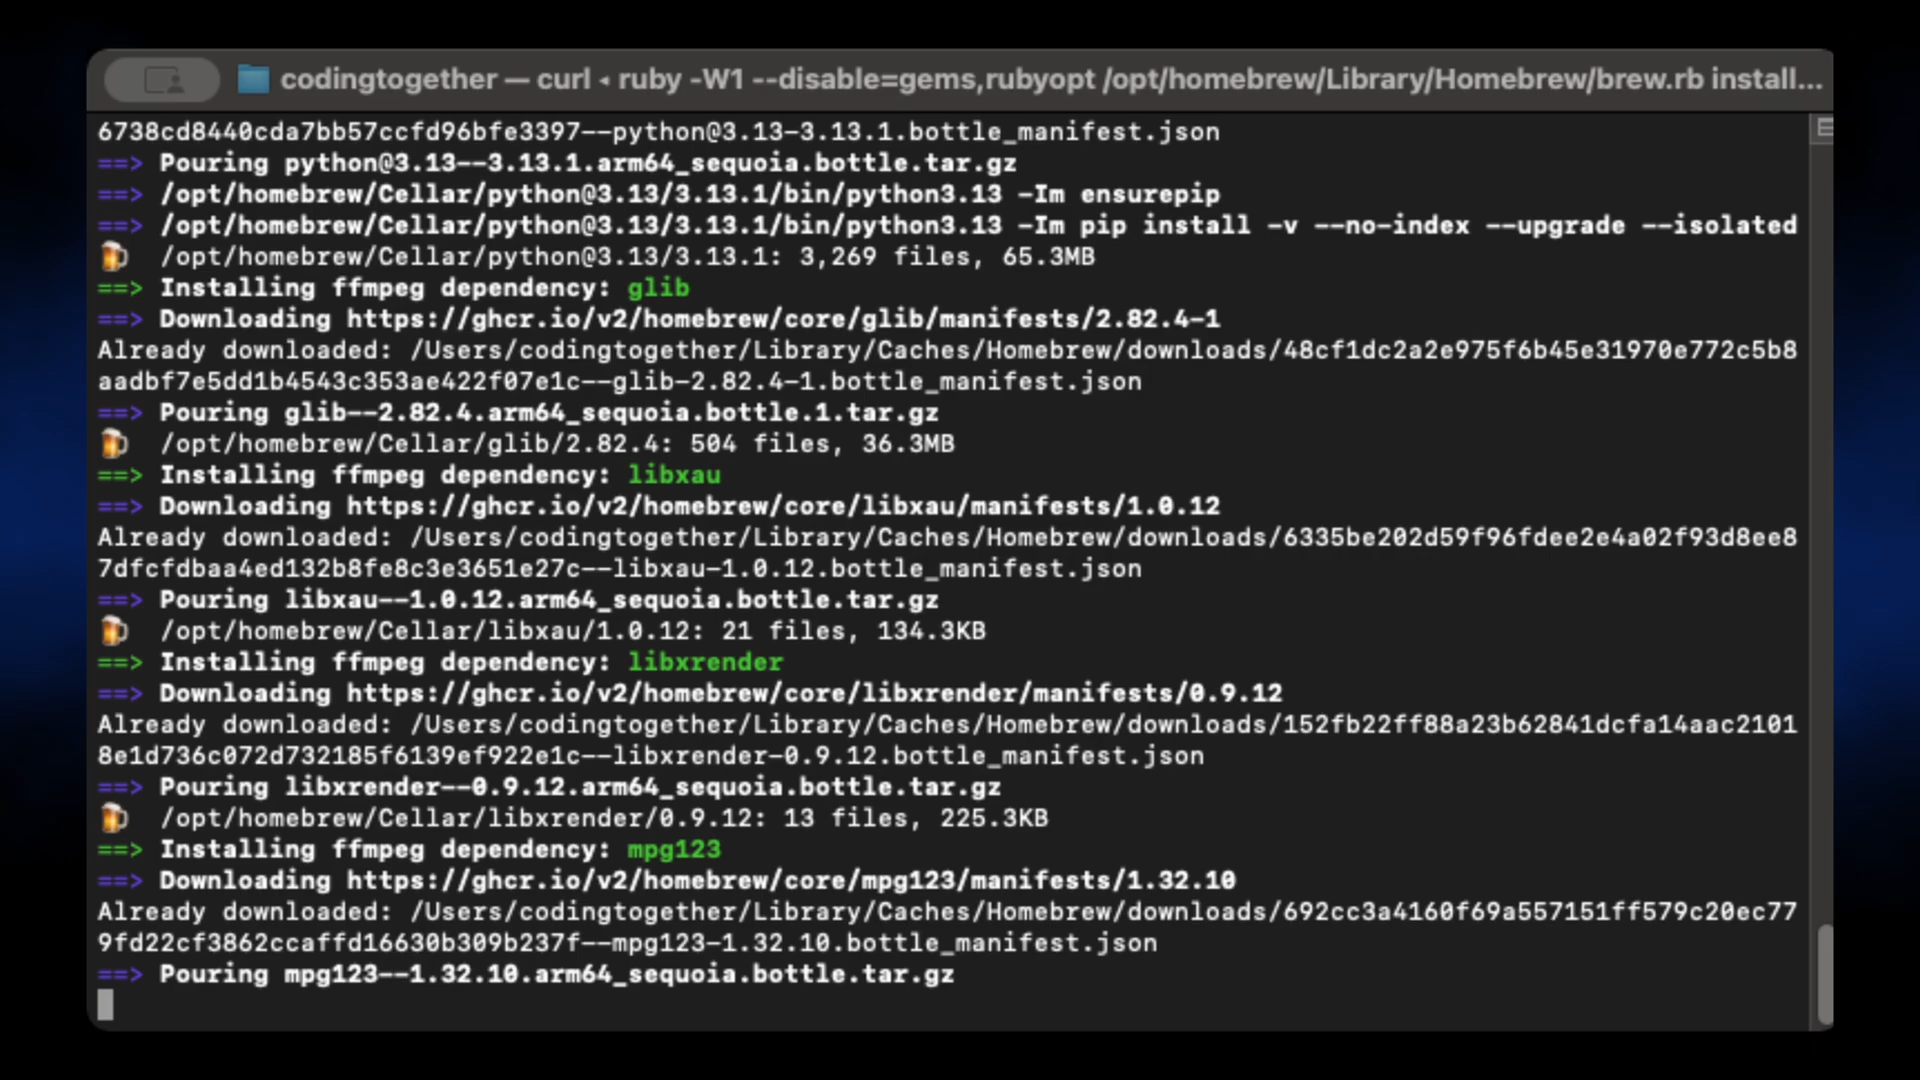 codingtogether — curl ◂ ruby -W1 --disable=gems,rubyopt /opt/homebrew/Library/Homebrew/brew.rb install...
6738cd8440cda7bb57ccfd96bfe3397--python@3.13-3.13.1.bottle_manifest.json
==> Pouring python@3.13--3.13.1.arm64_sequoia.bottle.tar.gz
==> /opt/homebrew/Cellar/python@3.13/3.13.1/bin/python3.13 -Im ensurepip
==> /opt/homebrew/Cellar/python@3.13/3.13.1/bin/python3.13 -Im pip install -v --no-index --upgrade --isolated
🍺 /opt/homebrew/Cellar/python@3.13/3.13.1: 3,269 files, 65.3MB
==> Installing ffmpeg dependency: glib
==> Downloading https://ghcr.io/v2/homebrew/core/glib/manifests/2.82.4-1
Already downloaded: /Users/codingtogether/Library/Caches/Homebrew/downloads/48cf1dc2a2e975f6b45e31970e772c5b8
aadbf7e5dd1b4543c353ae422f07e1c--glib-2.82.4-1.bottle_manifest.json
==> Pouring glib--2.82.4.arm64_sequoia.bottle.1.tar.gz
🍺 /opt/homebrew/Cellar/glib/2.82.4: 504 files, 36.3MB
==> Installing ffmpeg dependency: libxau
==> Downloading https://ghcr.io/v2/homebrew/core/libxau/manifests/1.0.12
Already downloaded: /Users/codingtogether/Library/Caches/Homebrew/downloads/6335be202d59f96fdee2e4a02f93d8ee8
7dfcfdbaa4ed132b8fe8c3e3651e27c--libxau-1.0.12.bottle_manifest.json
==> Pouring libxau--1.0.12.arm64_sequoia.bottle.tar.gz
🍺 /opt/homebrew/Cellar/libxau/1.0.12: 21 files, 134.3KB
==> Installing ffmpeg dependency: libxrender
==> Downloading https://ghcr.io/v2/homebrew/core/libxrender/manifests/0.9.12
Already downloaded: /Users/codingtogether/Library/Caches/Homebrew/downloads/152fb22ff88a23b62841dcfa14aac2101
8e1d736c072d732185f6139ef922e1c--libxrender-0.9.12.bottle_manifest.json
==> Pouring libxrender--0.9.12.arm64_sequoia.bottle.tar.gz
🍺 /opt/homebrew/Cellar/libxrender/0.9.12: 13 files, 225.3KB
==> Installing ffmpeg dependency: mpg123
==> Downloading https://ghcr.io/v2/homebrew/core/mpg123/manifests/1.32.10
Already downloaded: /Users/codingtogether/Library/Caches/Homebrew/downloads/692cc3a4160f69a557151ff579c20ec77
9fd22cf3862ccaffd16630b309b237f--mpg123-1.32.10.bottle_manifest.json
==> Pouring mpg123--1.32.10.arm64_sequoia.bottle.tar.gz